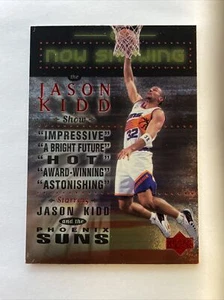 NOW SHOWING
the
JASON
KIDD
Show
"IMPRESSIVE"
"A BRIGHT FUTURE"
"HOT"
"AWARD-WINNING"
"ASTONISHING"
Starring
JASON KIDD
and the
PHOENIX
SUNS
32